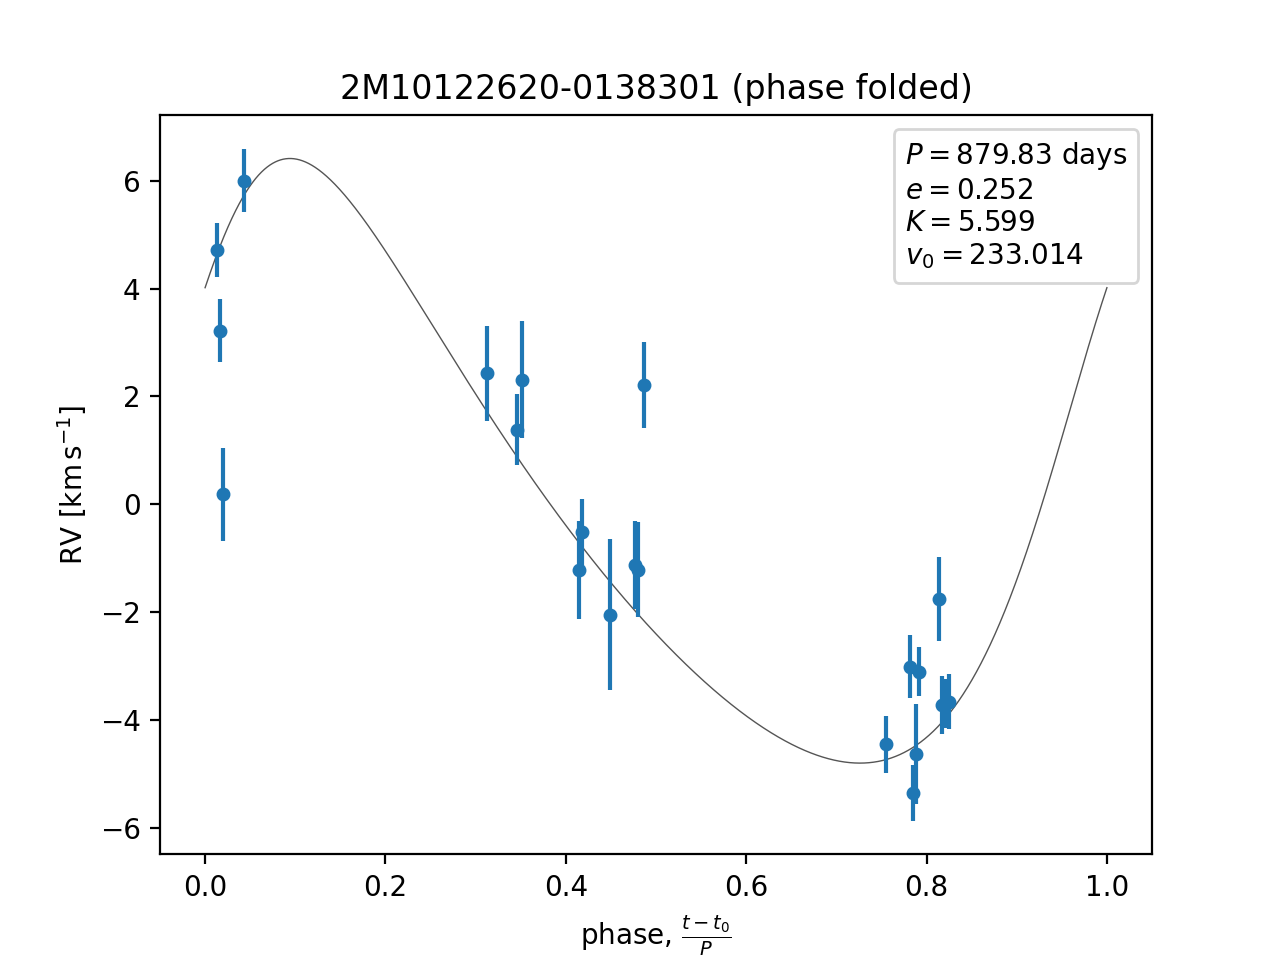 2M10122620-0138301 (phase folded)
P = 879.83 days
e = 0.252
K = 5.599
v₀ = 233.014
6
4
2
0
−2
−4
−6
RV [km s⁻¹]
0.0 0.2 0.4 0.6 0.8 1.0
phase, (t − t₀)/P